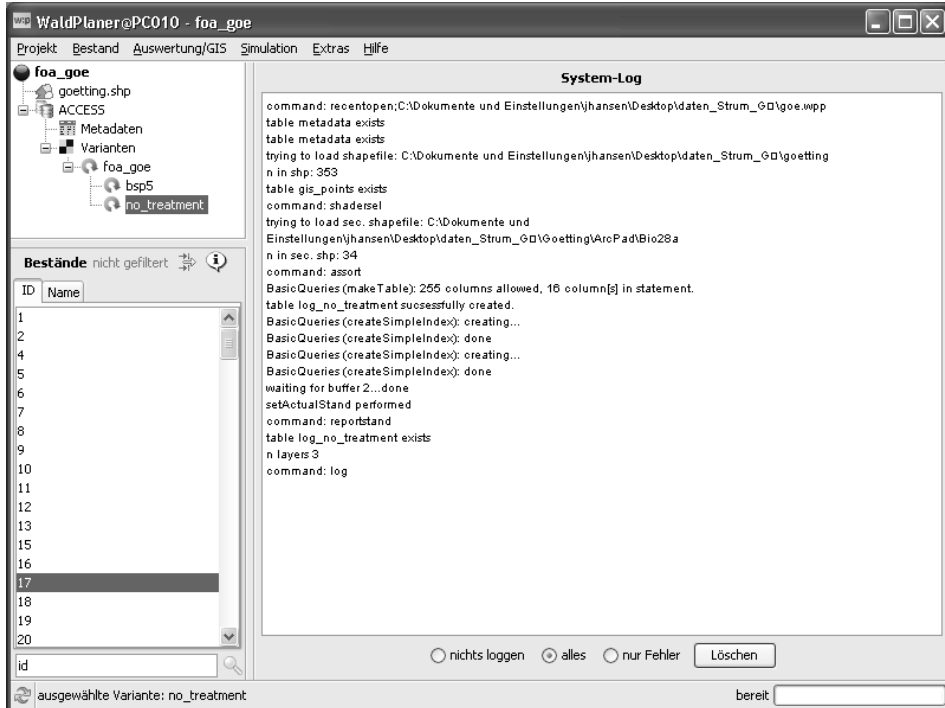 w:p WaldPlaner@PC010 - foa_goe
Projekt Bestand Auswertung/GIS Simulation Extras Hilfe
foa_goe
goetting.shp
ACCESS
Metadaten
Varianten
foa_goe
bsp5
no_treatment
Bestände nicht gefiltert
ID Name
1
2
4
5
6
7
8
9
10
11
12
13
15
16
17
18
19
20
id
System-Log
command: recentopen;C:\Dokumente und Einstellungen\jhansen\Desktop\daten_Strum_G□\goe.wpp
table metadata exists
table metadata exists
trying to load shapefile: C:\Dokumente und Einstellungen\jhansen\Desktop\daten_Strum_G□\goetting
n in shp: 353
table gis_points exists
command: shadersel
trying to load sec. shapefile: C:\Dokumente und
Einstellungen\jhansen\Desktop\daten_Strum_G□\Goetting\ArcPad\Bio28a
n in sec. shp: 34
command: assort
BasicQueries (makeTable): 255 columns allowed, 16 column[s] in statement.
table log_no_treatment sucsessfully created.
BasicQueries (createSimpleIndex): creating...
BasicQueries (createSimpleIndex): done
BasicQueries (createSimpleIndex): creating...
BasicQueries (createSimpleIndex): done
waiting for buffer 2...done
setActualStand performed
command: reportstand
table log_no_treatment exists
n layers 3
command: log
nichts loggen alles nur Fehler Löschen
ausgewählte Variante: no_treatment bereit